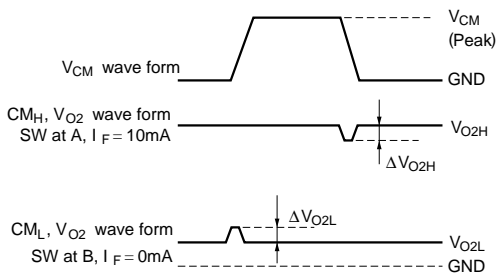 V_CM
(Peak)
V_CM wave form
GND
CM_H, V_O2 wave form
SW at A, I_F = 10mA
V_O2H
ΔV_O2H
CM_L, V_O2 wave form
SW at B, I_F = 0mA
ΔV_O2L
V_O2L
GND